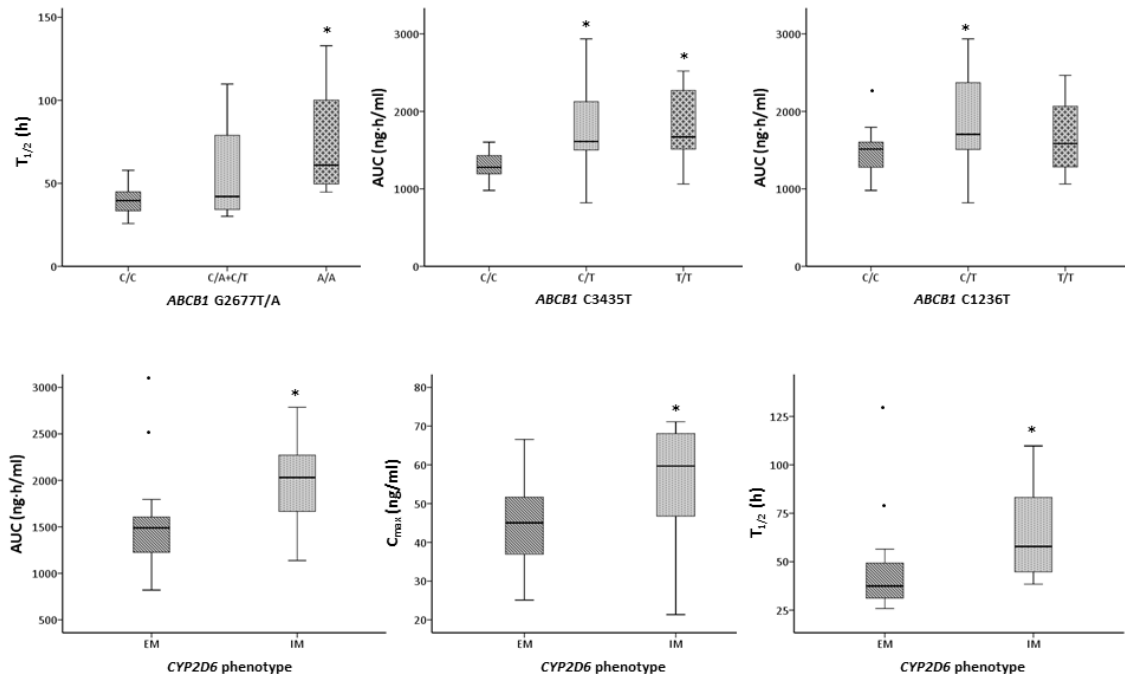 150
100
50
0
T1/2 (h)
*
C/C C/A+C/T A/A
ABCB1 G2677T/A
3000
2000
1000
0
AUC (ng·h/ml)
* *
C/C C/T T/T
ABCB1 C3435T
3000
2000
1000
0
AUC (ng·h/ml)
*
C/C C/T T/T
ABCB1 C1236T
3000
2500
2000
1500
1000
500
AUC (ng·h/ml)
*
EM IM
CYP2D6 phenotype
80
70
60
50
40
30
20
Cmax (ng/ml)
*
EM IM
CYP2D6 phenotype
125
100
75
50
25
T1/2 (h)
*
EM IM
CYP2D6 phenotype